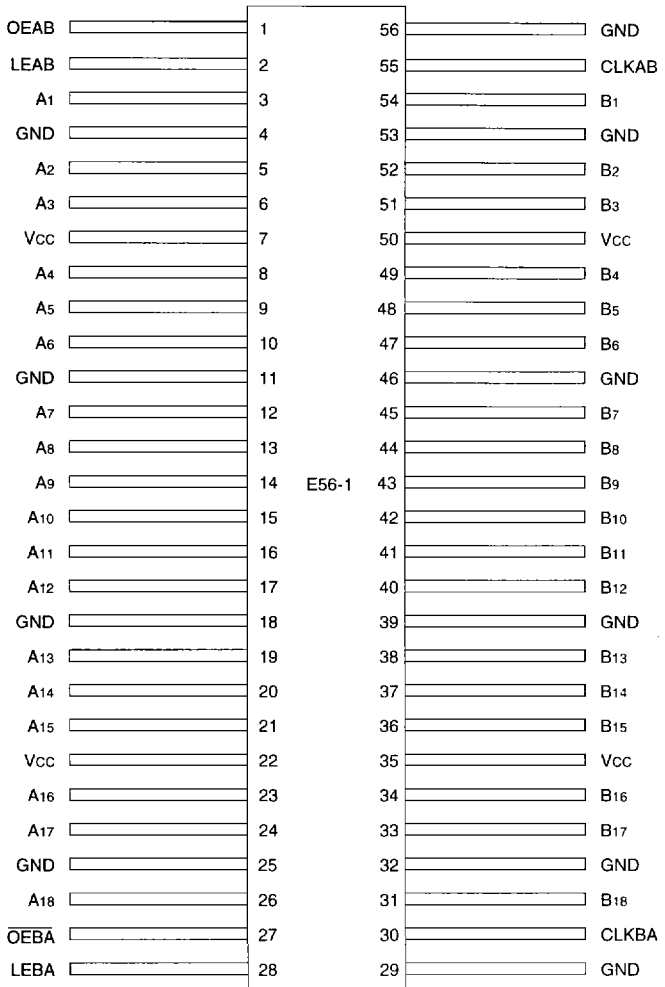 OEAB 1 56 GND
LEAB 2 55 CLKAB
A1 3 54 B1
GND 4 53 GND
A2 5 52 B2
A3 6 51 B3
VCC 7 50 VCC
A4 8 49 B4
A5 9 48 B5
A6 10 47 B6
GND 11 46 GND
A7 12 45 B7
A8 13 44 B8
A9 14 E56-1 43 B9
A10 15 42 B10
A11 16 41 B11
A12 17 40 B12
GND 18 39 GND
A13 19 38 B13
A14 20 37 B14
A15 21 36 B15
VCC 22 35 VCC
A16 23 34 B16
A17 24 33 B17
GND 25 32 GND
A18 26 31 B18
O̅E̅B̅A̅ 27 30 CLKBA
LEBA 28 29 GND